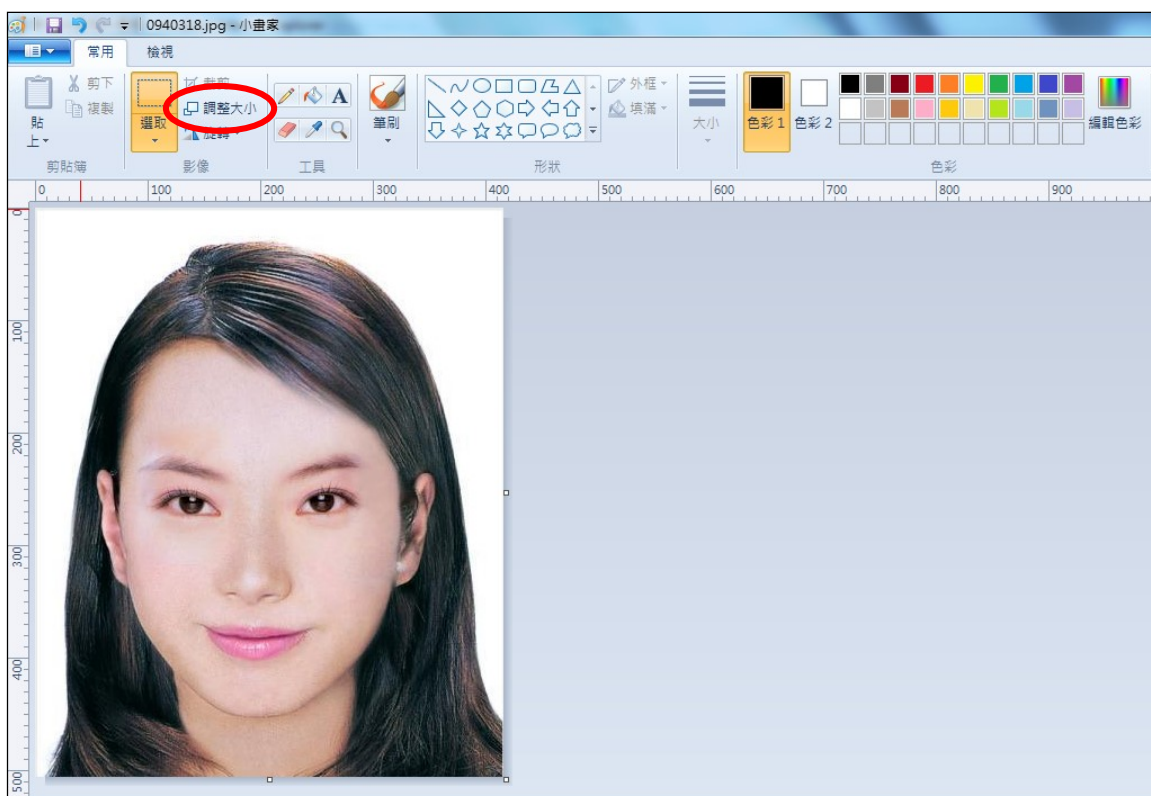 0940318.jpg - 小畫家
常用 檢視
剪下
複製
貼上
剪貼簿
選取
裁剪
調整大小
旋轉
影像
A
工具
筆刷
外框
填滿
形狀
大小
色彩 1
色彩 2
編輯色彩
色彩
0 100 200 300 400 500 600 700 800 900
0
100
200
300
400
500